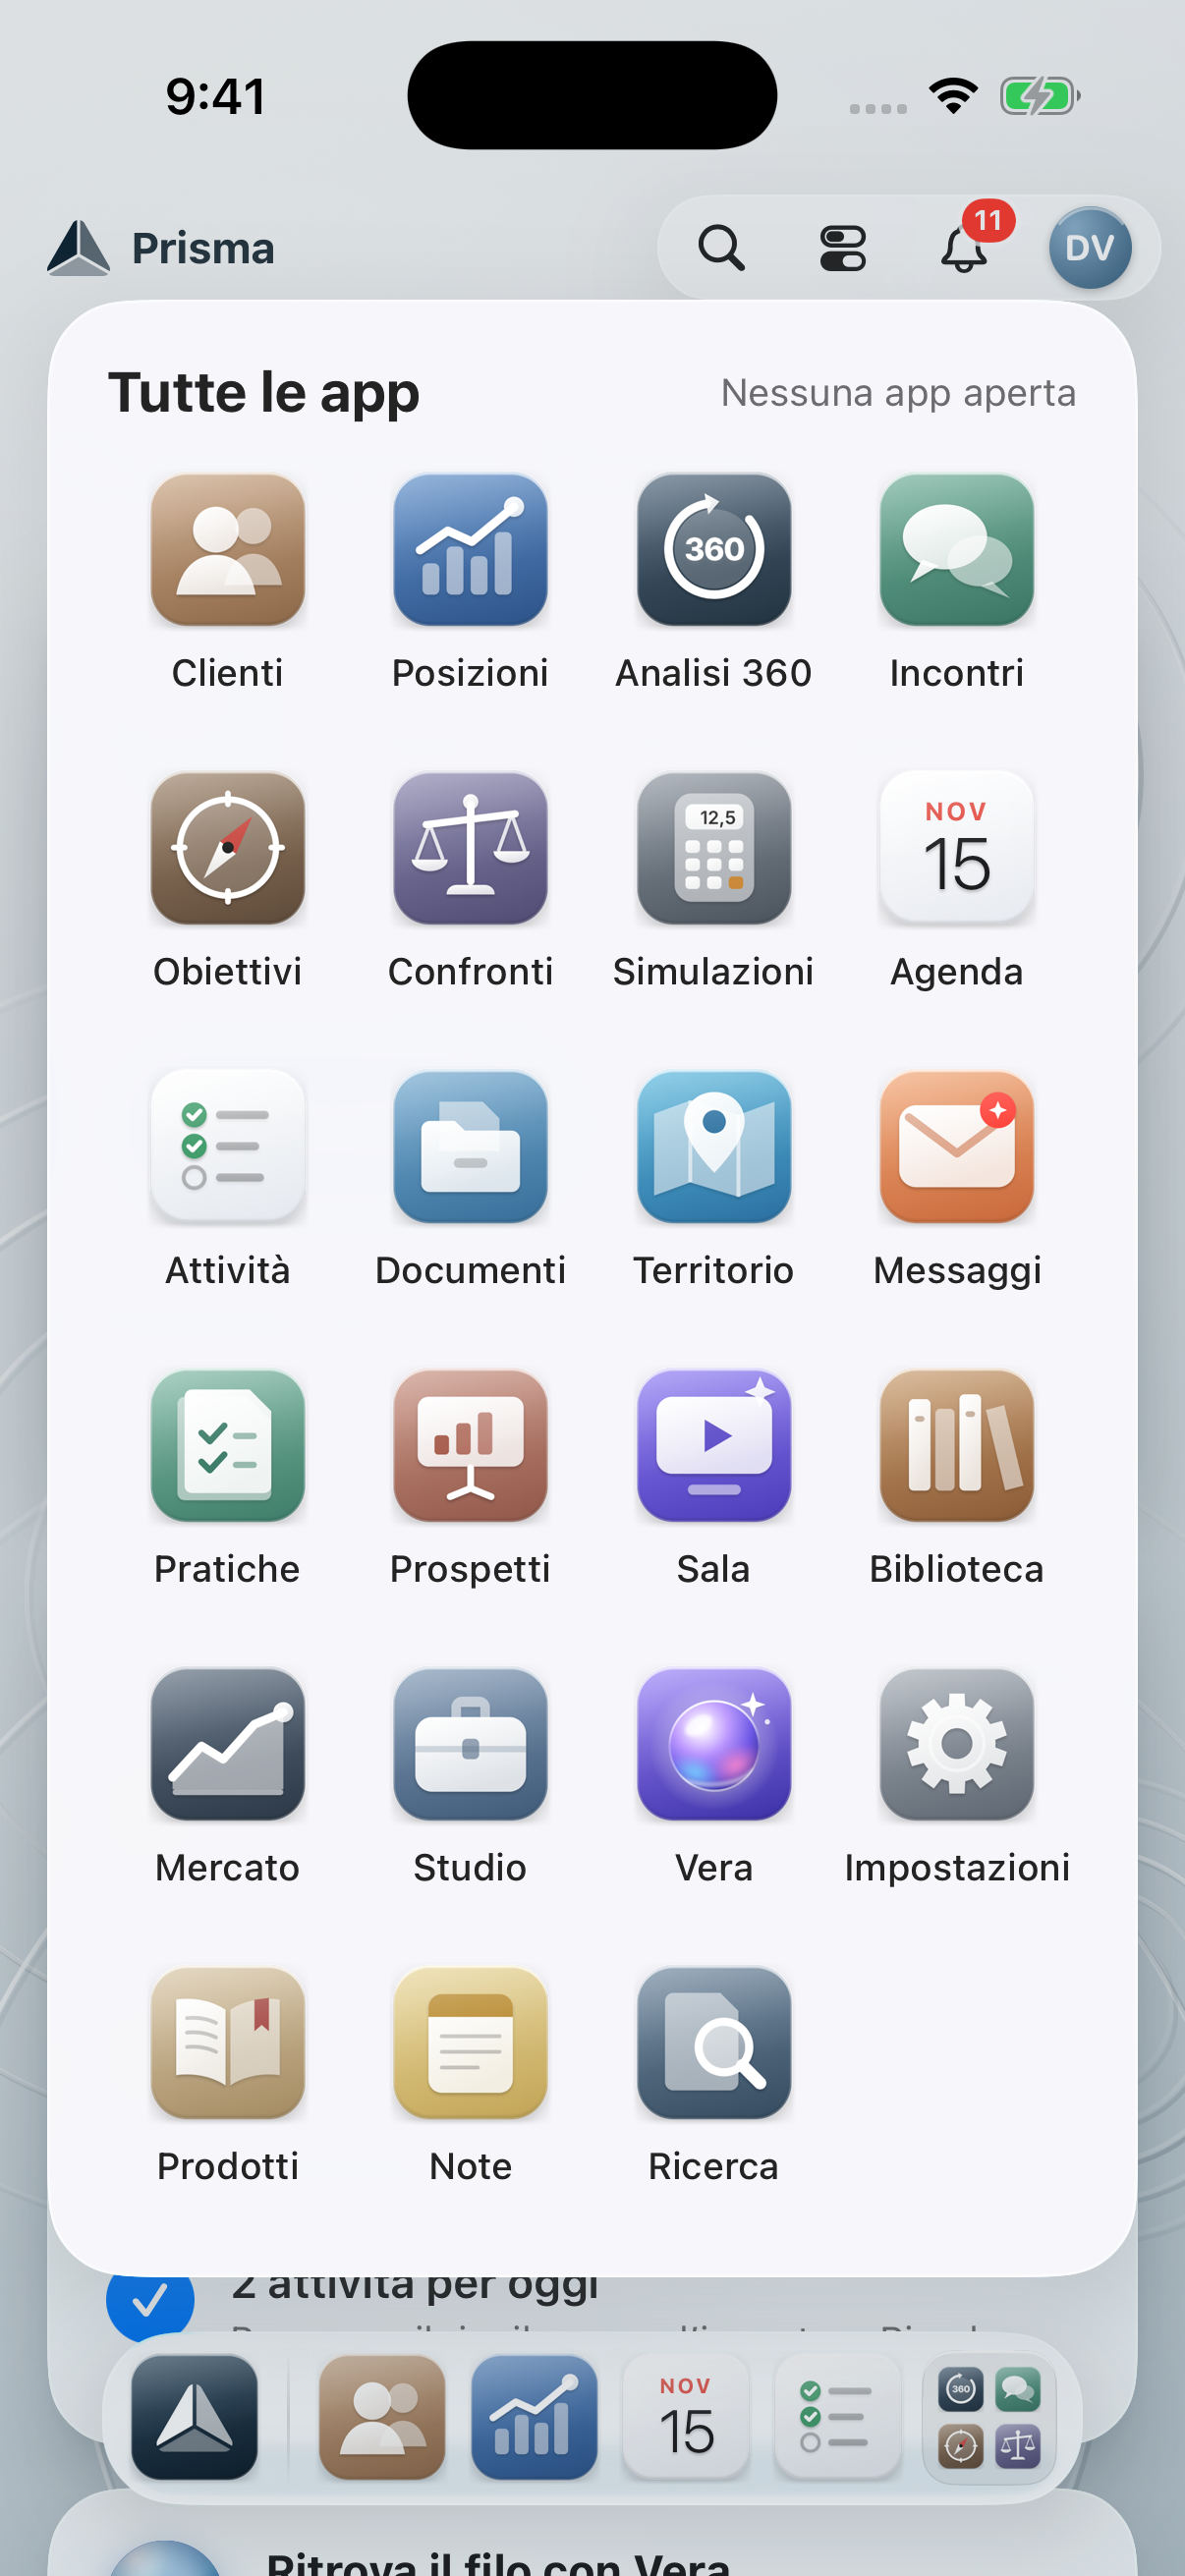 9:41
Prisma
11
DV
Tutte le app
Nessuna app aperta
360
Clienti
Posizioni
Analisi 360
Incontri
12,5
NOV
15
Obiettivi
Confronti
Simulazioni
Agenda
Attività
Documenti
Territorio
Messaggi
Pratiche
Prospetti
Sala
Biblioteca
Mercato
Studio
Vera
Impostazioni
Prodotti
Note
Ricerca
2 attività per oggi
NOV
15
360
Ritrova il filo con Vera